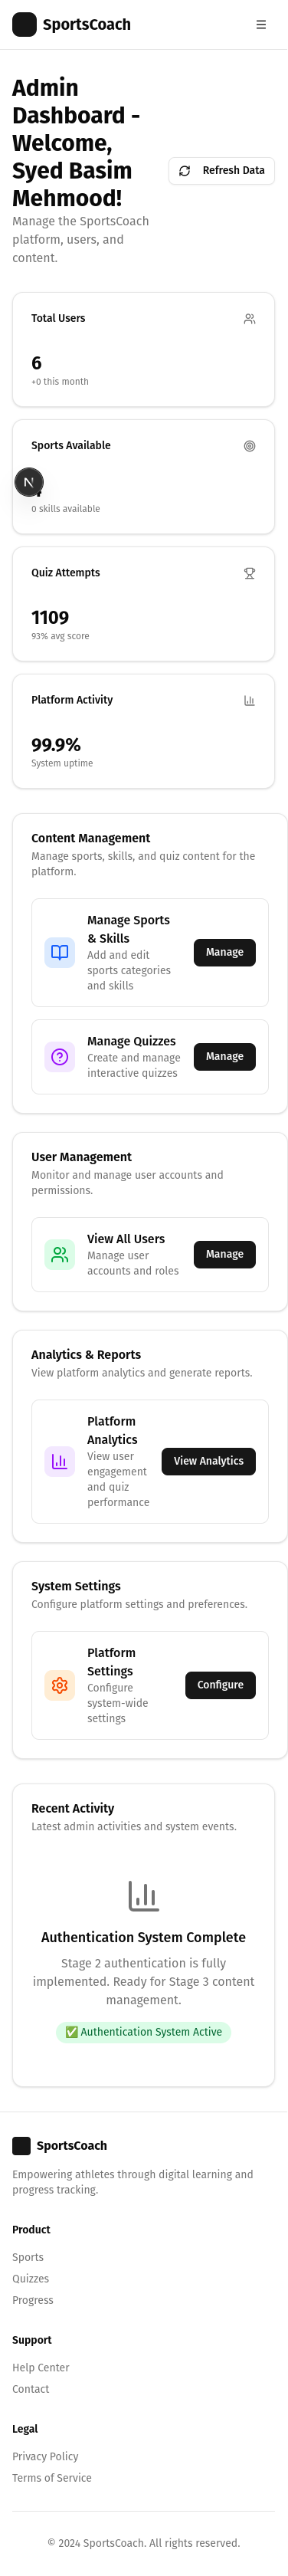 SportsCoach
Admin
Dashboard -
Welcome,
Syed Basim
Mehmood!
Manage the SportsCoach
platform, users, and
content.
Refresh Data
Total Users
6
+0 this month
Sports Available
N
0 skills available
Quiz Attempts
1109
93% avg score
Platform Activity
99.9%
System uptime
Content Management
Manage sports, skills, and quiz content for the
platform.
Manage Sports
& Skills
Add and edit
sports categories
and skills
Manage
Manage Quizzes
Create and manage
interactive quizzes
Manage
User Management
Monitor and manage user accounts and
permissions.
View All Users
Manage user
accounts and roles
Manage
Analytics & Reports
View platform analytics and generate reports.
Platform
Analytics
View user
engagement
and quiz
performance
View Analytics
System Settings
Configure platform settings and preferences.
Platform
Settings
Configure
system-wide
settings
Configure
Recent Activity
Latest admin activities and system events.
Authentication System Complete
Stage 2 authentication is fully
implemented. Ready for Stage 3 content
management.
✅ Authentication System Active
SportsCoach
Empowering athletes through digital learning and
progress tracking.
Product
Sports
Quizzes
Progress
Support
Help Center
Contact
Legal
Privacy Policy
Terms of Service
© 2024 SportsCoach. All rights reserved.